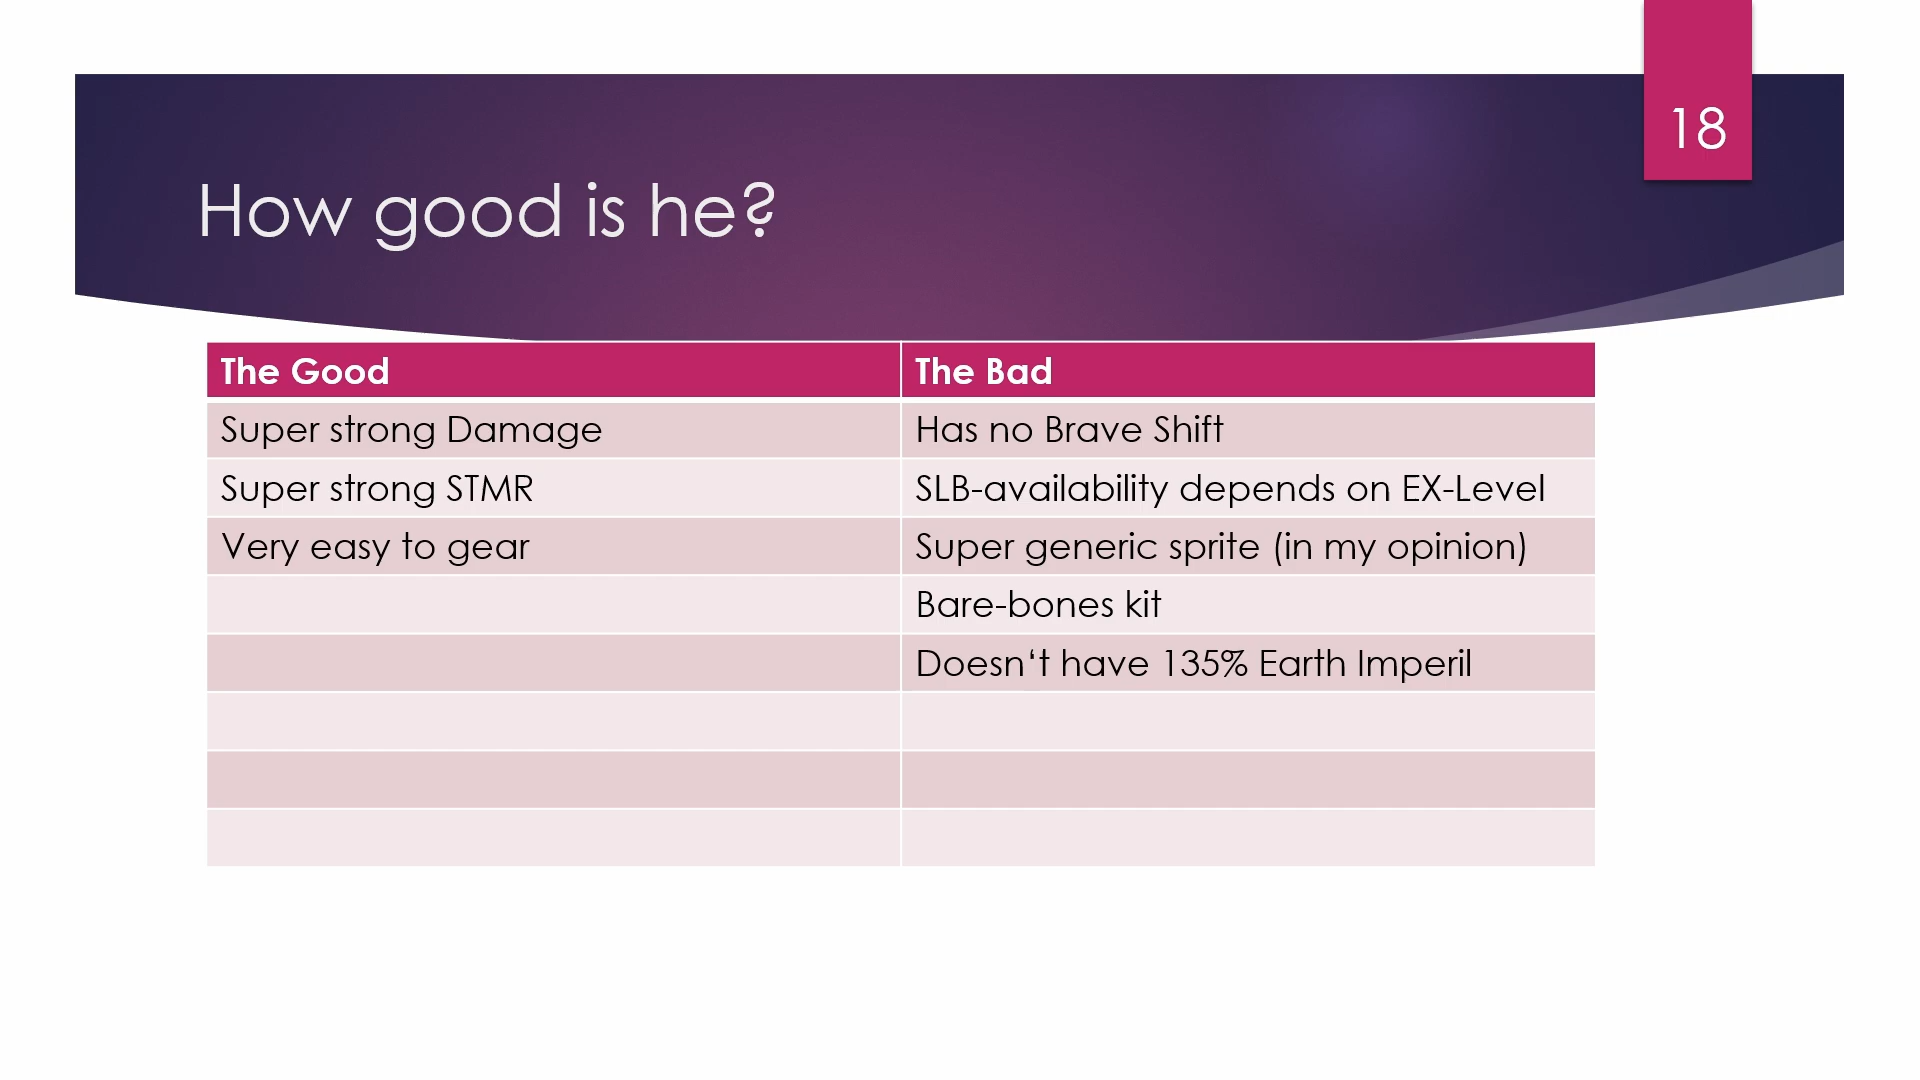 18
How good is he?
The Good	The Bad
Super strong Damage	Has no Brave Shift
Super strong STMR	SLB-availability depends on EX-Level
Very easy to gear	Super generic sprite (in my opinion)
Bare-bones kit
Doesn‘t have 135% Earth Imperil